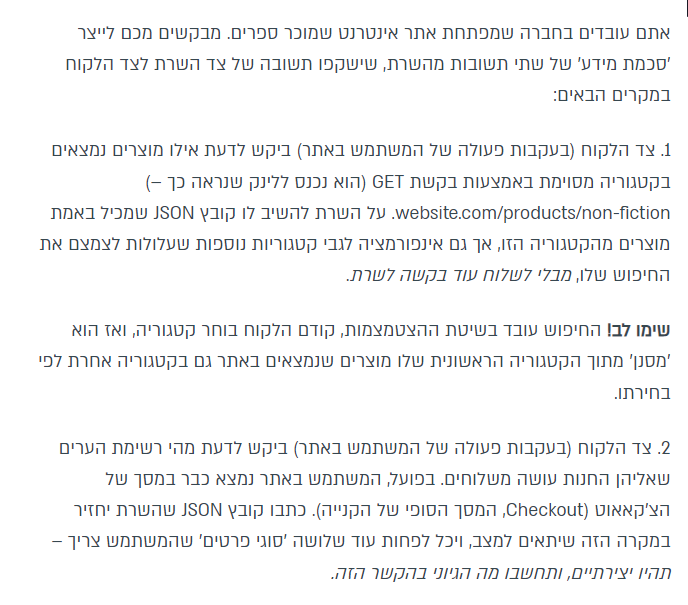 אתם עובדים בחברה שמפתחת אתר אינטרנט שמוכר ספרים. מבקשים מכם לייצר
'סכמת מידע' של שתי תשובות מהשרת, שישקפו תשובה של צד השרת לצד הלקוח
במקרים הבאים:
1. צד הלקוח (בעקבות פעולה של המשתמש באתר) ביקש לדעת אילו מוצרים נמצאים
בקטגוריה מסוימת באמצעות בקשת GET (הוא נכנס ללינק שנראה כך –)
website.com/products/non-fiction. על השרת להשיב לו קובץ JSON שמכיל באמת
מוצרים מהקטגוריה הזו, אך גם אינפורמציה לגבי קטגוריות נוספות שעלולות לצמצם את
החיפוש שלו, מבלי לשלוח עוד בקשה לשרת.
שימו לב! החיפוש עובד בשיטת ההצטמצמות, קודם הלקוח בוחר קטגוריה, ואז הוא
'מסנן' מתוך הקטגוריה הראשונית שלו מוצרים שנמצאים באתר גם בקטגוריה אחרת לפי
בחירתו.
2. צד הלקוח (בעקבות פעולה של המשתמש באתר) ביקש לדעת מהי רשימת הערים
שאליהן החנות עושה משלוחים. בפועל, המשתמש באתר נמצא כבר במסך של
הצ'קאאוט (Checkout, המסך הסופי של הקנייה). כתבו קובץ JSON שהשרת יחזיר
במקרה הזה שיתאים למצב, ויכל לפחות עוד שלושה 'סוגי פרטים' שהמשתמש צריך –
תהיו יצירתיים, ותחשבו מה הגיוני בהקשר הזה.